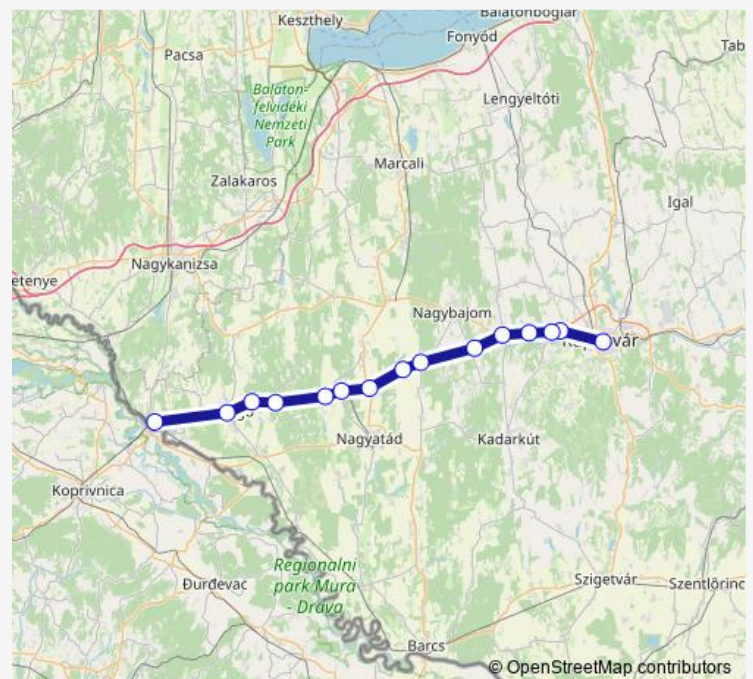 Keszthely
Balatonboglár
Fonyód
Pacsa
Balaton-
felvidéki
Nemzeti
Park
Lengyeltóti
Marcali
Zalakaros
Igal
Nagykanizsa
etenye
Nagybajom
vár
Nagyatád
Kadarkút
Koprivnica
Regionalni
park Mura
- Drava
Đurđevac
Szigetvár
Szentlőrinc
Barcs
© OpenStreetMap contributors